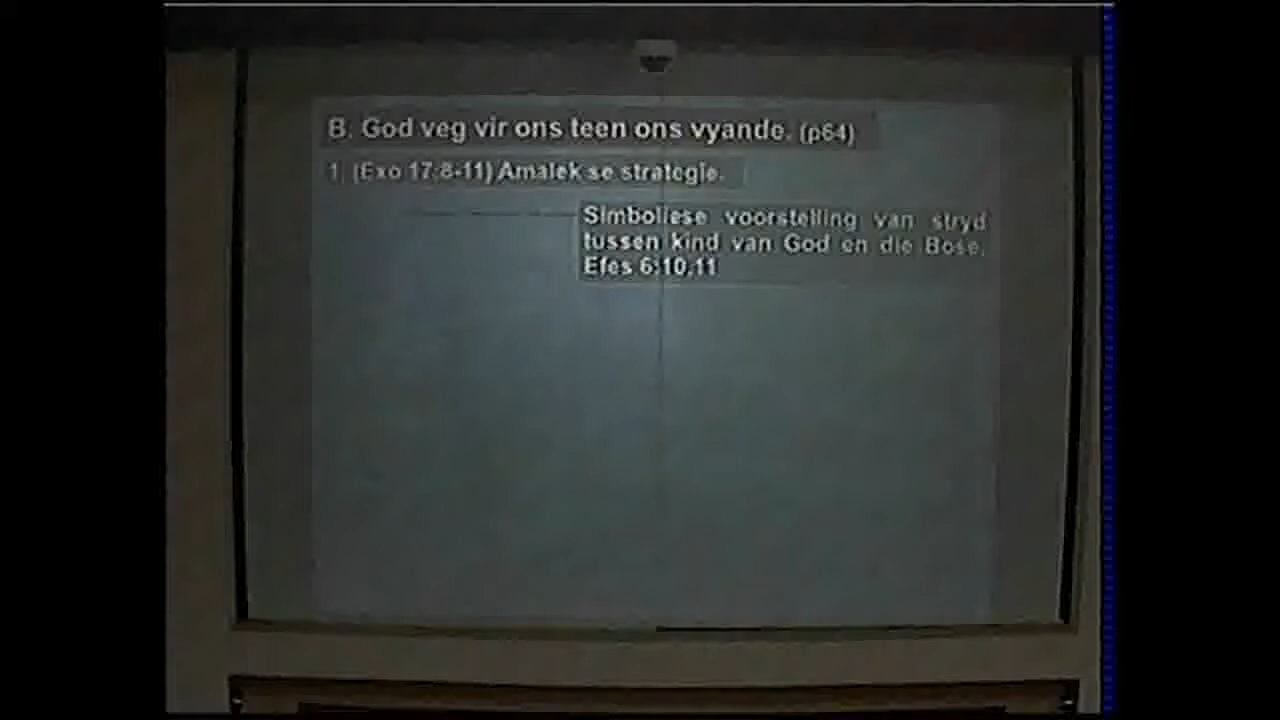 B. God veg vir ons teen ons vyande. (p64)
1. (Exo 17:8-11) Amalek se strategie.
Simboliese voorstelling van stryd
tussen kind van God en die Bose.
Efes 6:10,11